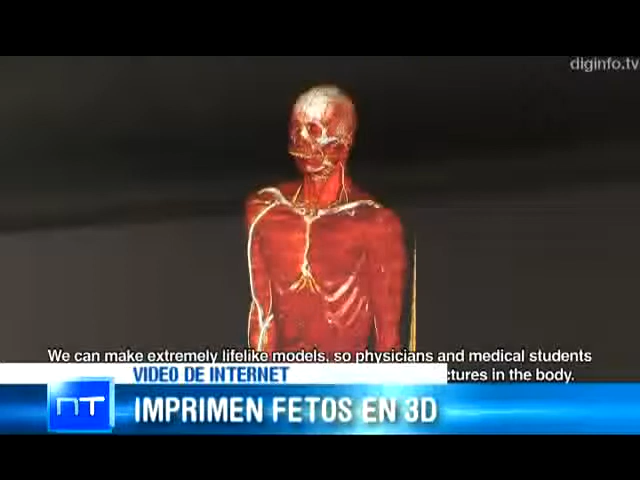 diginfo.tv
We can make extremely lifelike models, so physicians and medical students
ctures in the body.
VIDEO DE INTERNET
nT
IMPRIMEN FETOS EN 3D